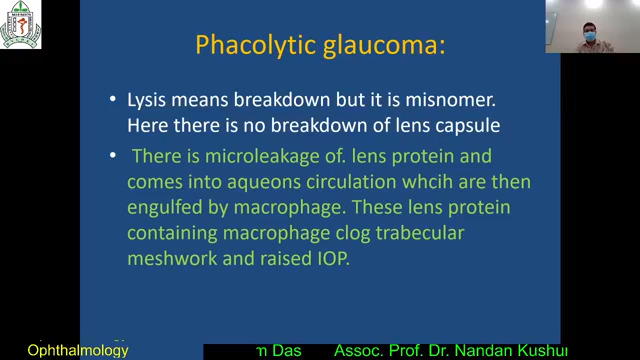 Phacolytic glaucoma:
• Lysis means breakdown but it is misnomer.
Here there is no breakdown of lens capsule
• There is microleakage of. lens protein and
comes into aqueons circulation whcih are then
engulfed by macrophage. These lens protein
containing macrophage clog trabecular
meshwork and raised IOP.
Ophthalmology
m Das Assoc. Prof. Dr. Nandan Kushur